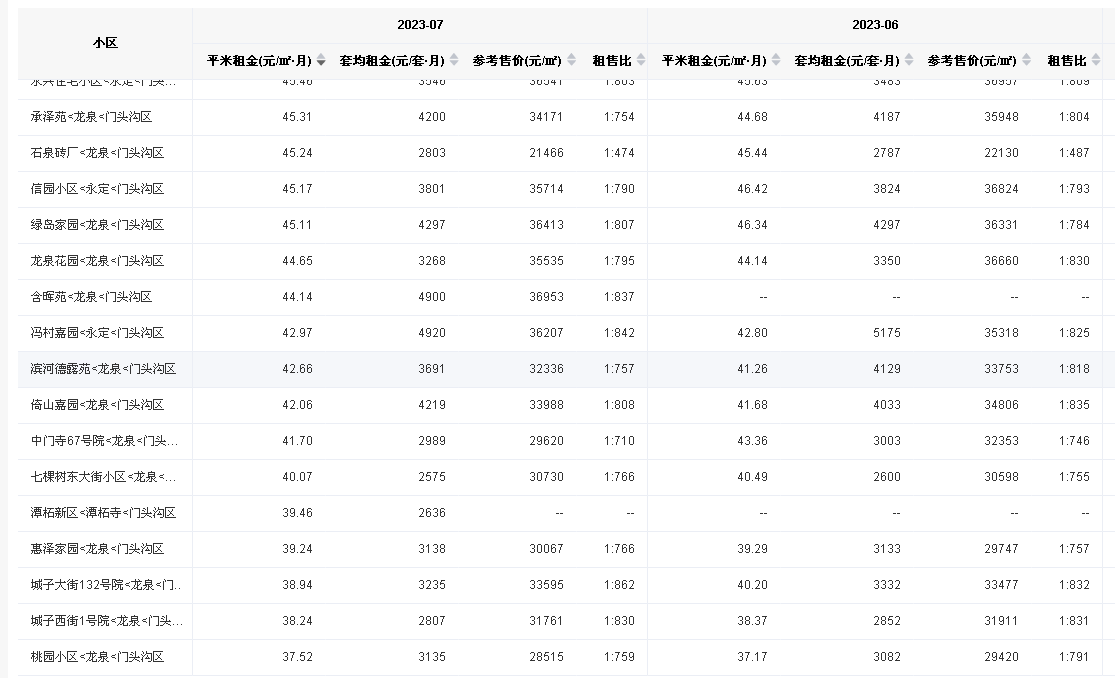 小区 2023-07 2023-06
平米租金(元/㎡·月) 套均租金(元/套·月) 参考售价(元/㎡) 租售比 平米租金(元/㎡·月) 套均租金(元/套·月) 参考售价(元/㎡) 租售比
承泽苑<龙泉<门头沟区 45.31 4200 34171 1:754 44.68 4187 35948 1:804
石泉砖厂<龙泉<门头沟区 45.24 2803 21466 1:474 45.44 2787 22130 1:487
信园小区<永定<门头沟区 45.17 3801 35714 1:790 46.42 3824 36824 1:793
绿岛家园<龙泉<门头沟区 45.11 4297 36413 1:807 46.34 4297 36331 1:784
龙泉花园<龙泉<门头沟区 44.65 3268 35535 1:795 44.14 3350 36660 1:830
含晖苑<龙泉<门头沟区 44.14 4900 36953 1:837 -- -- -- --
冯村嘉园<永定<门头沟区 42.97 4920 36207 1:842 42.80 5175 35318 1:825
滨河德露苑<龙泉<门头沟区 42.66 3691 32336 1:757 41.26 4129 33753 1:818
倚山嘉园<龙泉<门头沟区 42.06 4219 33988 1:808 41.68 4033 34806 1:835
中门寺67号院<龙泉<门头… 41.70 2989 29620 1:710 43.36 3003 32353 1:746
七棵树东大街小区<龙泉<… 40.07 2575 30730 1:766 40.49 2600 30598 1:755
潭柘新区<潭柘寺<门头沟区 39.46 2636 -- -- -- -- -- --
惠泽家园<龙泉<门头沟区 39.24 3138 30067 1:766 39.29 3133 29747 1:757
城子大街132号院<龙泉<门… 38.94 3235 33595 1:862 40.20 3332 33477 1:832
城子西街1号院<龙泉<门头… 38.24 2807 31761 1:830 38.37 2852 31911 1:831
桃园小区<龙泉<门头沟区 37.52 3135 28515 1:759 37.17 3082 29420 1:791